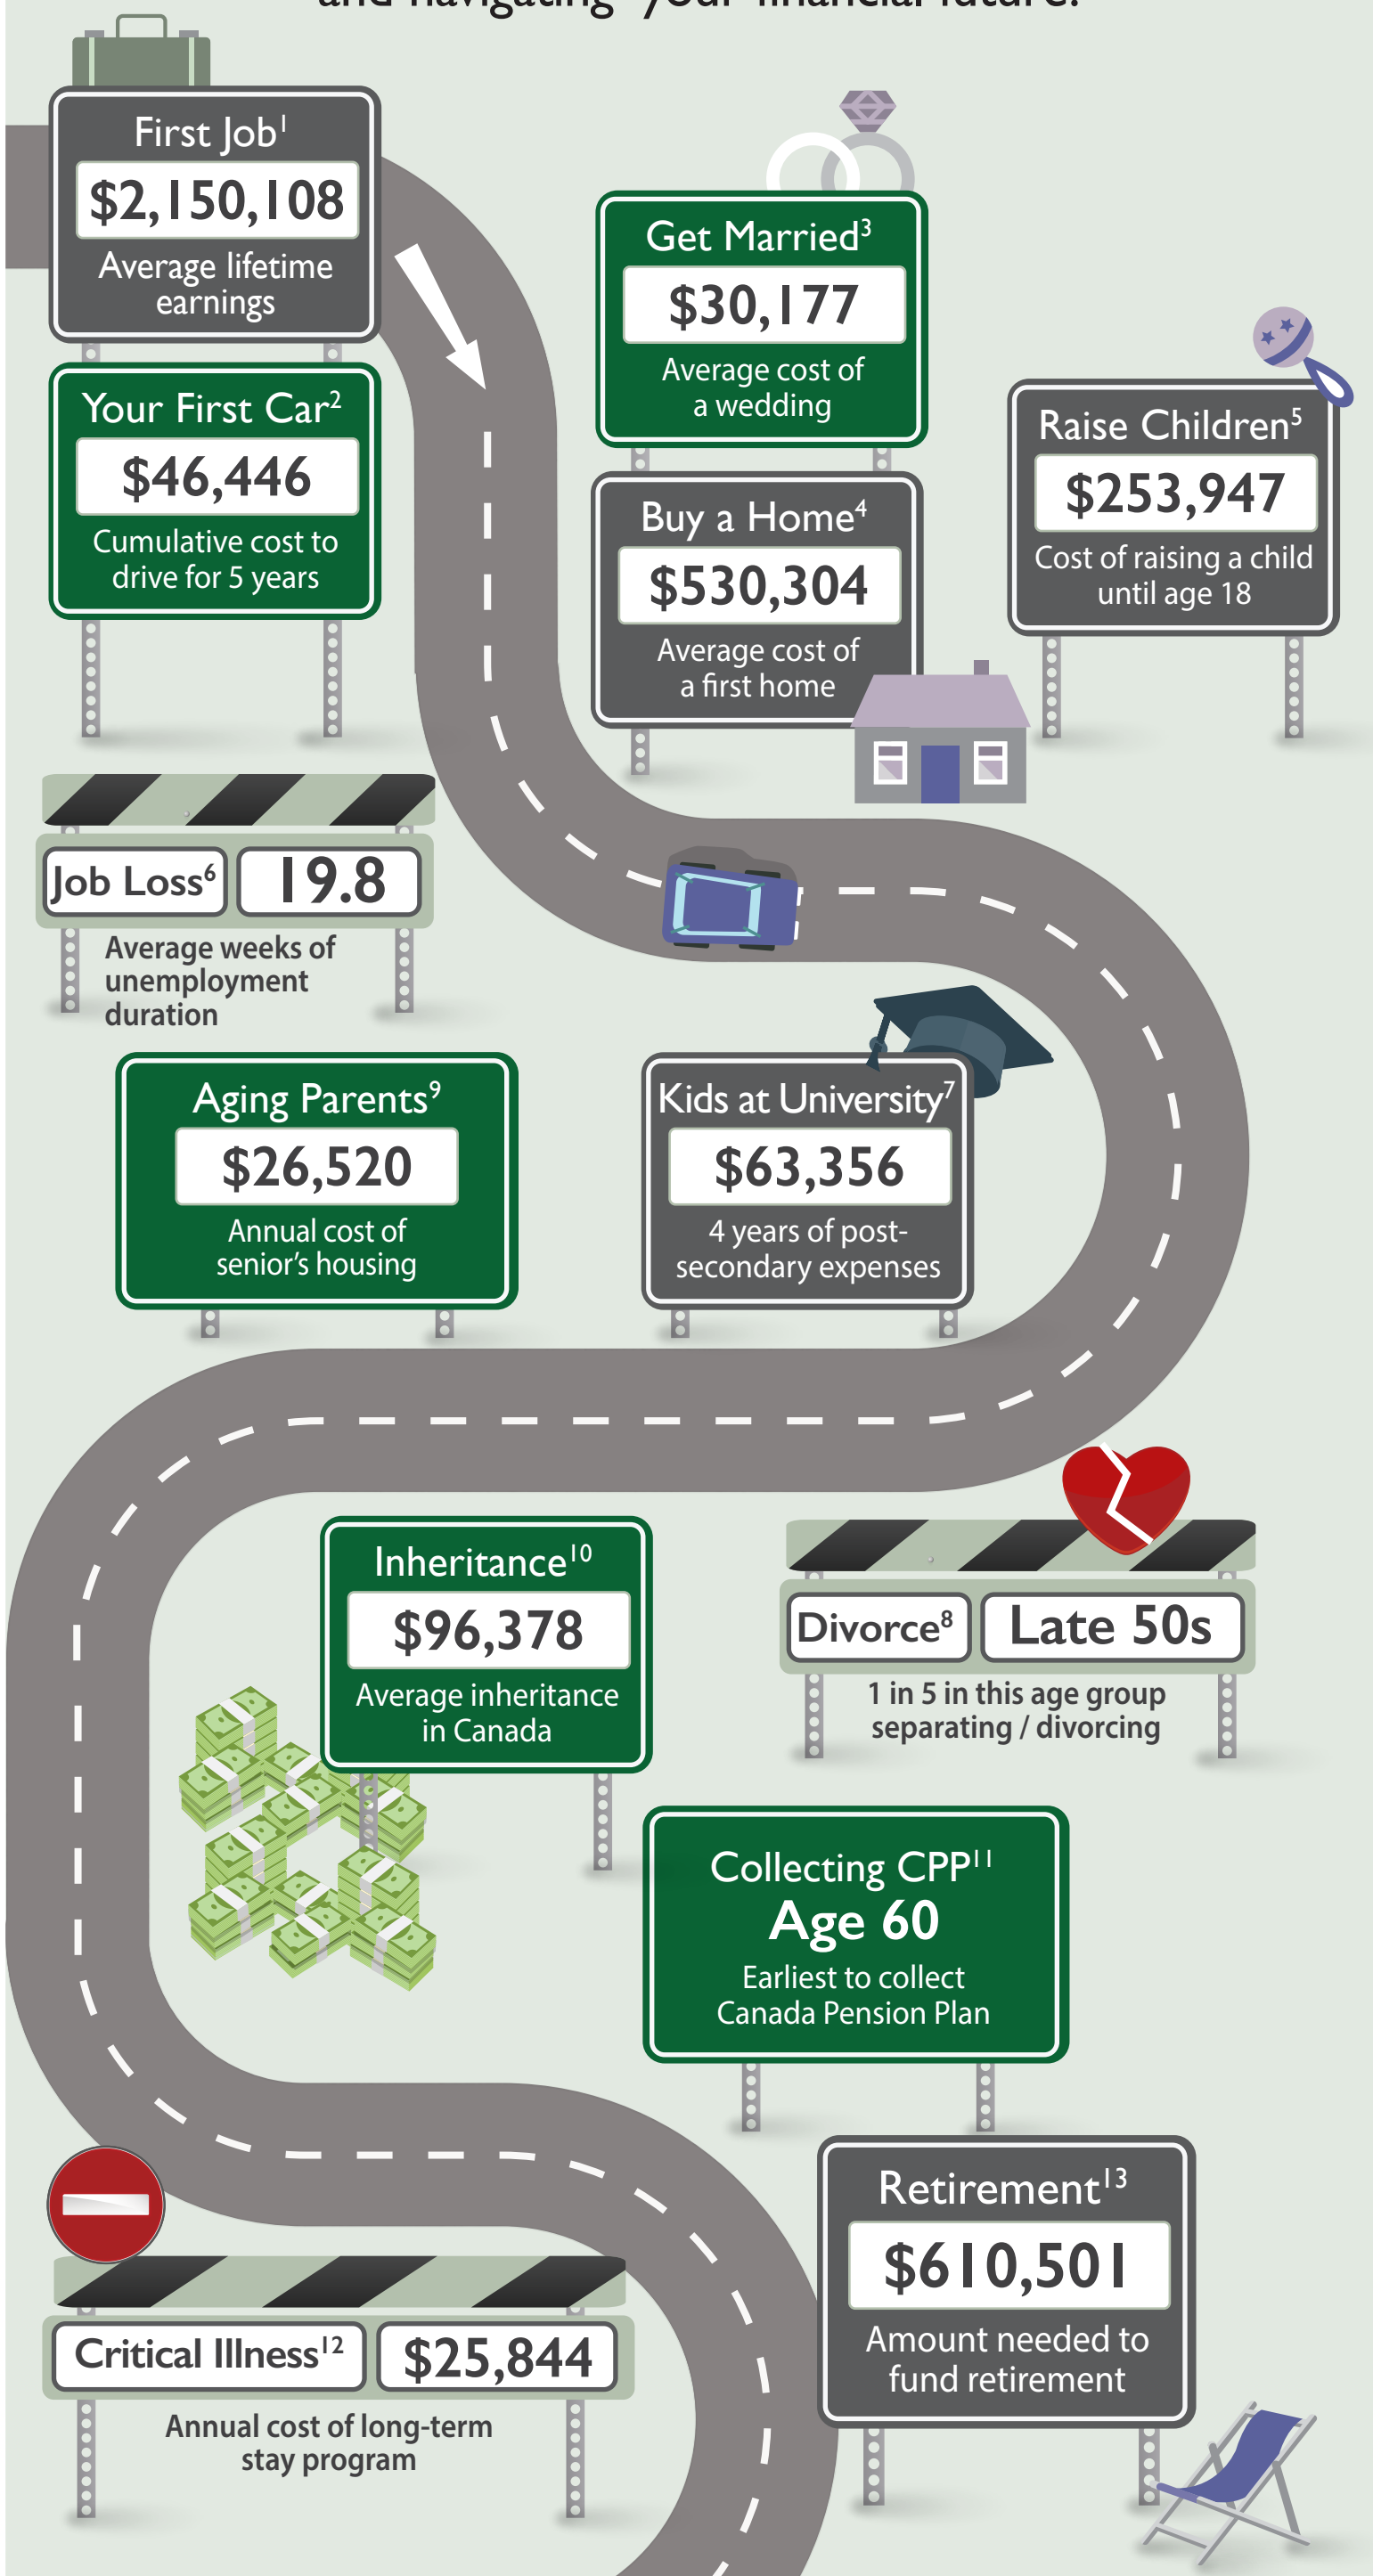 and navigating your financial future.
First Job1
$2,150,108
Average lifetime
earnings
Your First Car2
$46,446
Cumulative cost to
drive for 5 years
Get Married3
$30,177
Average cost of
a wedding
Buy a Home4
$530,304
Average cost of
a first home
Raise Children5
$253,947
Cost of raising a child
until age 18
Job Loss6
19.8
Average weeks of
unemployment
duration
Aging Parents9
$26,520
Annual cost of
senior’s housing
Kids at University7
$63,356
4 years of post-
secondary expenses
Inheritance10
$96,378
Average inheritance
in Canada
Divorce8
Late 50s
1 in 5 in this age group
separating / divorcing
Collecting CPP11
Age 60
Earliest to collect
Canada Pension Plan
Retirement13
$610,501
Amount needed to
fund retirement
Critical Illness12
$25,844
Annual cost of long-term
stay program